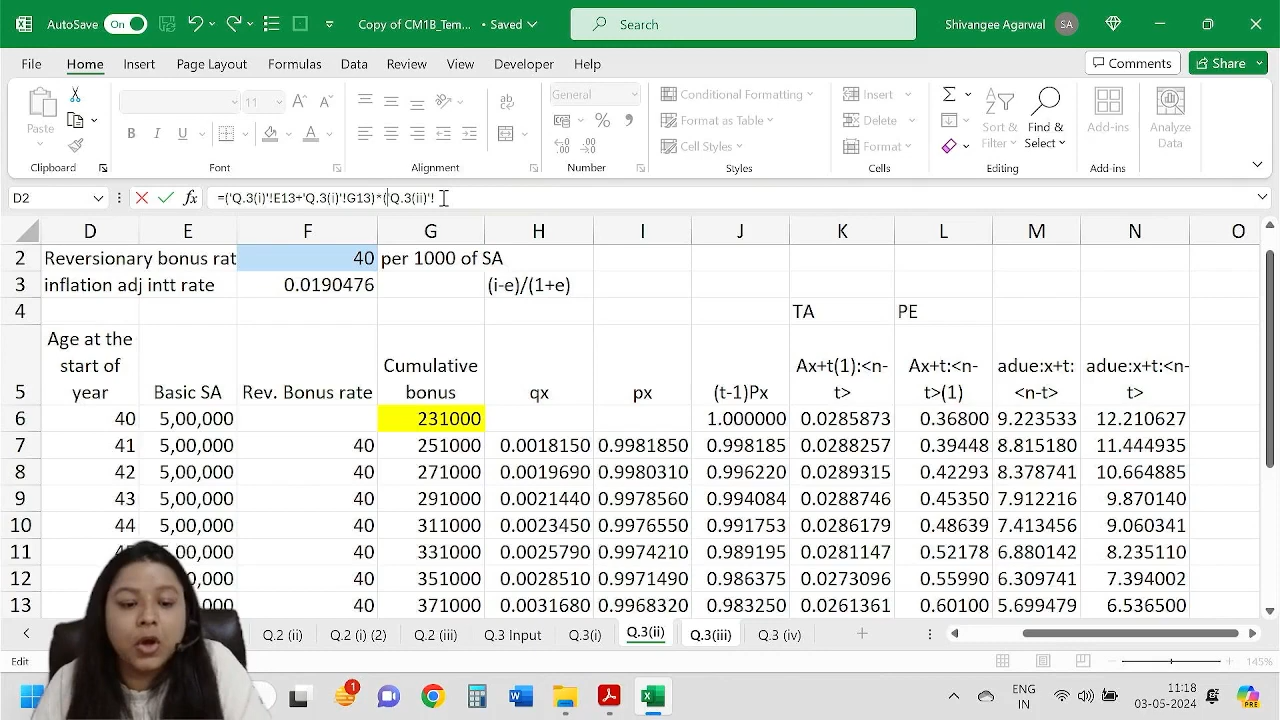 AutoSave On Copy of CM1B_Tem... • Saved Search Shivangee Agarwal SA
File Home Insert Page Layout Formulas Data Review View Developer Help Comments Share
Paste 11 General Conditional Formatting Insert
B I U Format as Table Delete Sort & Filter Find & Select Add-ins Analyze Data
Cell Styles Format
Clipboard Font Alignment Number Styles Cells Editing Add-ins
D2 fx =('Q.3(i)'!E13+'Q.3(i)'!G13)*('Q.3(ii)'!
D E F G H I J K L M N O
2 Reversionary bonus rat 40 per 1000 of SA
3 inflation adj intt rate 0.0190476 (i-e)/(1+e)
4 TA PE
Age at the
start of Cumulative Ax+t(1):<n- Ax+t:<n- adue:x+t: adue:x+t:<n-
5 year Basic SA Rev. Bonus rate bonus qx px (t-1)Px t> t>(1) <n-t> t>
6 40 5,00,000 231000 1.000000 0.0285873 0.36800 9.223533 12.210627
7 41 5,00,000 40 251000 0.0018150 0.9981850 0.998185 0.0288257 0.39448 8.815180 11.444935
8 42 5,00,000 40 271000 0.0019690 0.9980310 0.996220 0.0289315 0.42293 8.378741 10.664885
9 43 5,00,000 40 291000 0.0021440 0.9978560 0.994084 0.0288746 0.45350 7.912216 9.870140
10 44 5,00,000 40 311000 0.0023450 0.9976550 0.991753 0.0286179 0.48639 7.413456 9.060341
11 5,00,000 40 331000 0.0025790 0.9974210 0.989195 0.0281147 0.52178 6.880142 8.235110
12 40 351000 0.0028510 0.9971490 0.986375 0.0273096 0.55990 6.309741 7.394002
13 40 371000 0.0031680 0.9968320 0.983250 0.0261361 0.60100 5.699479 6.536500
Q.2 (ii) Q.2 (i) (2) Q.2 (iii) Q.3 Input Q.3(i) Q.3(ii) Q.3(iii) Q.3 (iv)
Edit 145%
1 ENG 11:18
IN 03-05-2024 PRE